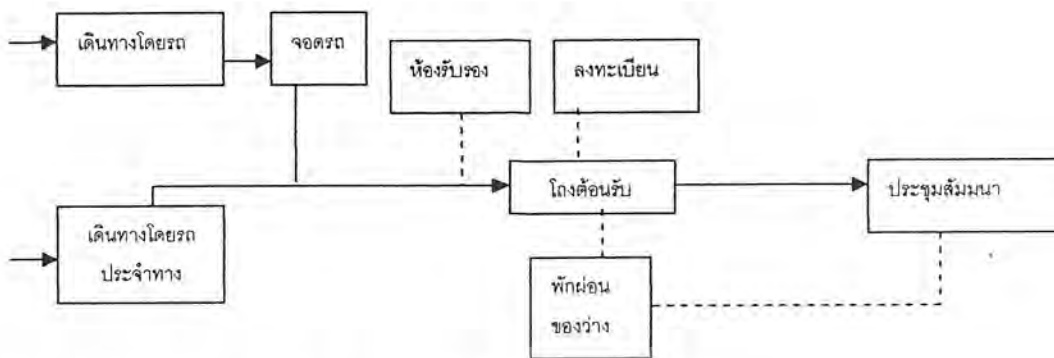 เดินทางโดยรถ
จอดรถ
ห้องรับรอง
ลงทะเบียน
โถงต้อนรับ
ประชุมสัมมนา
เดินทางโดยรถ
ประจำทาง
พักผ่อน
ของว่าง